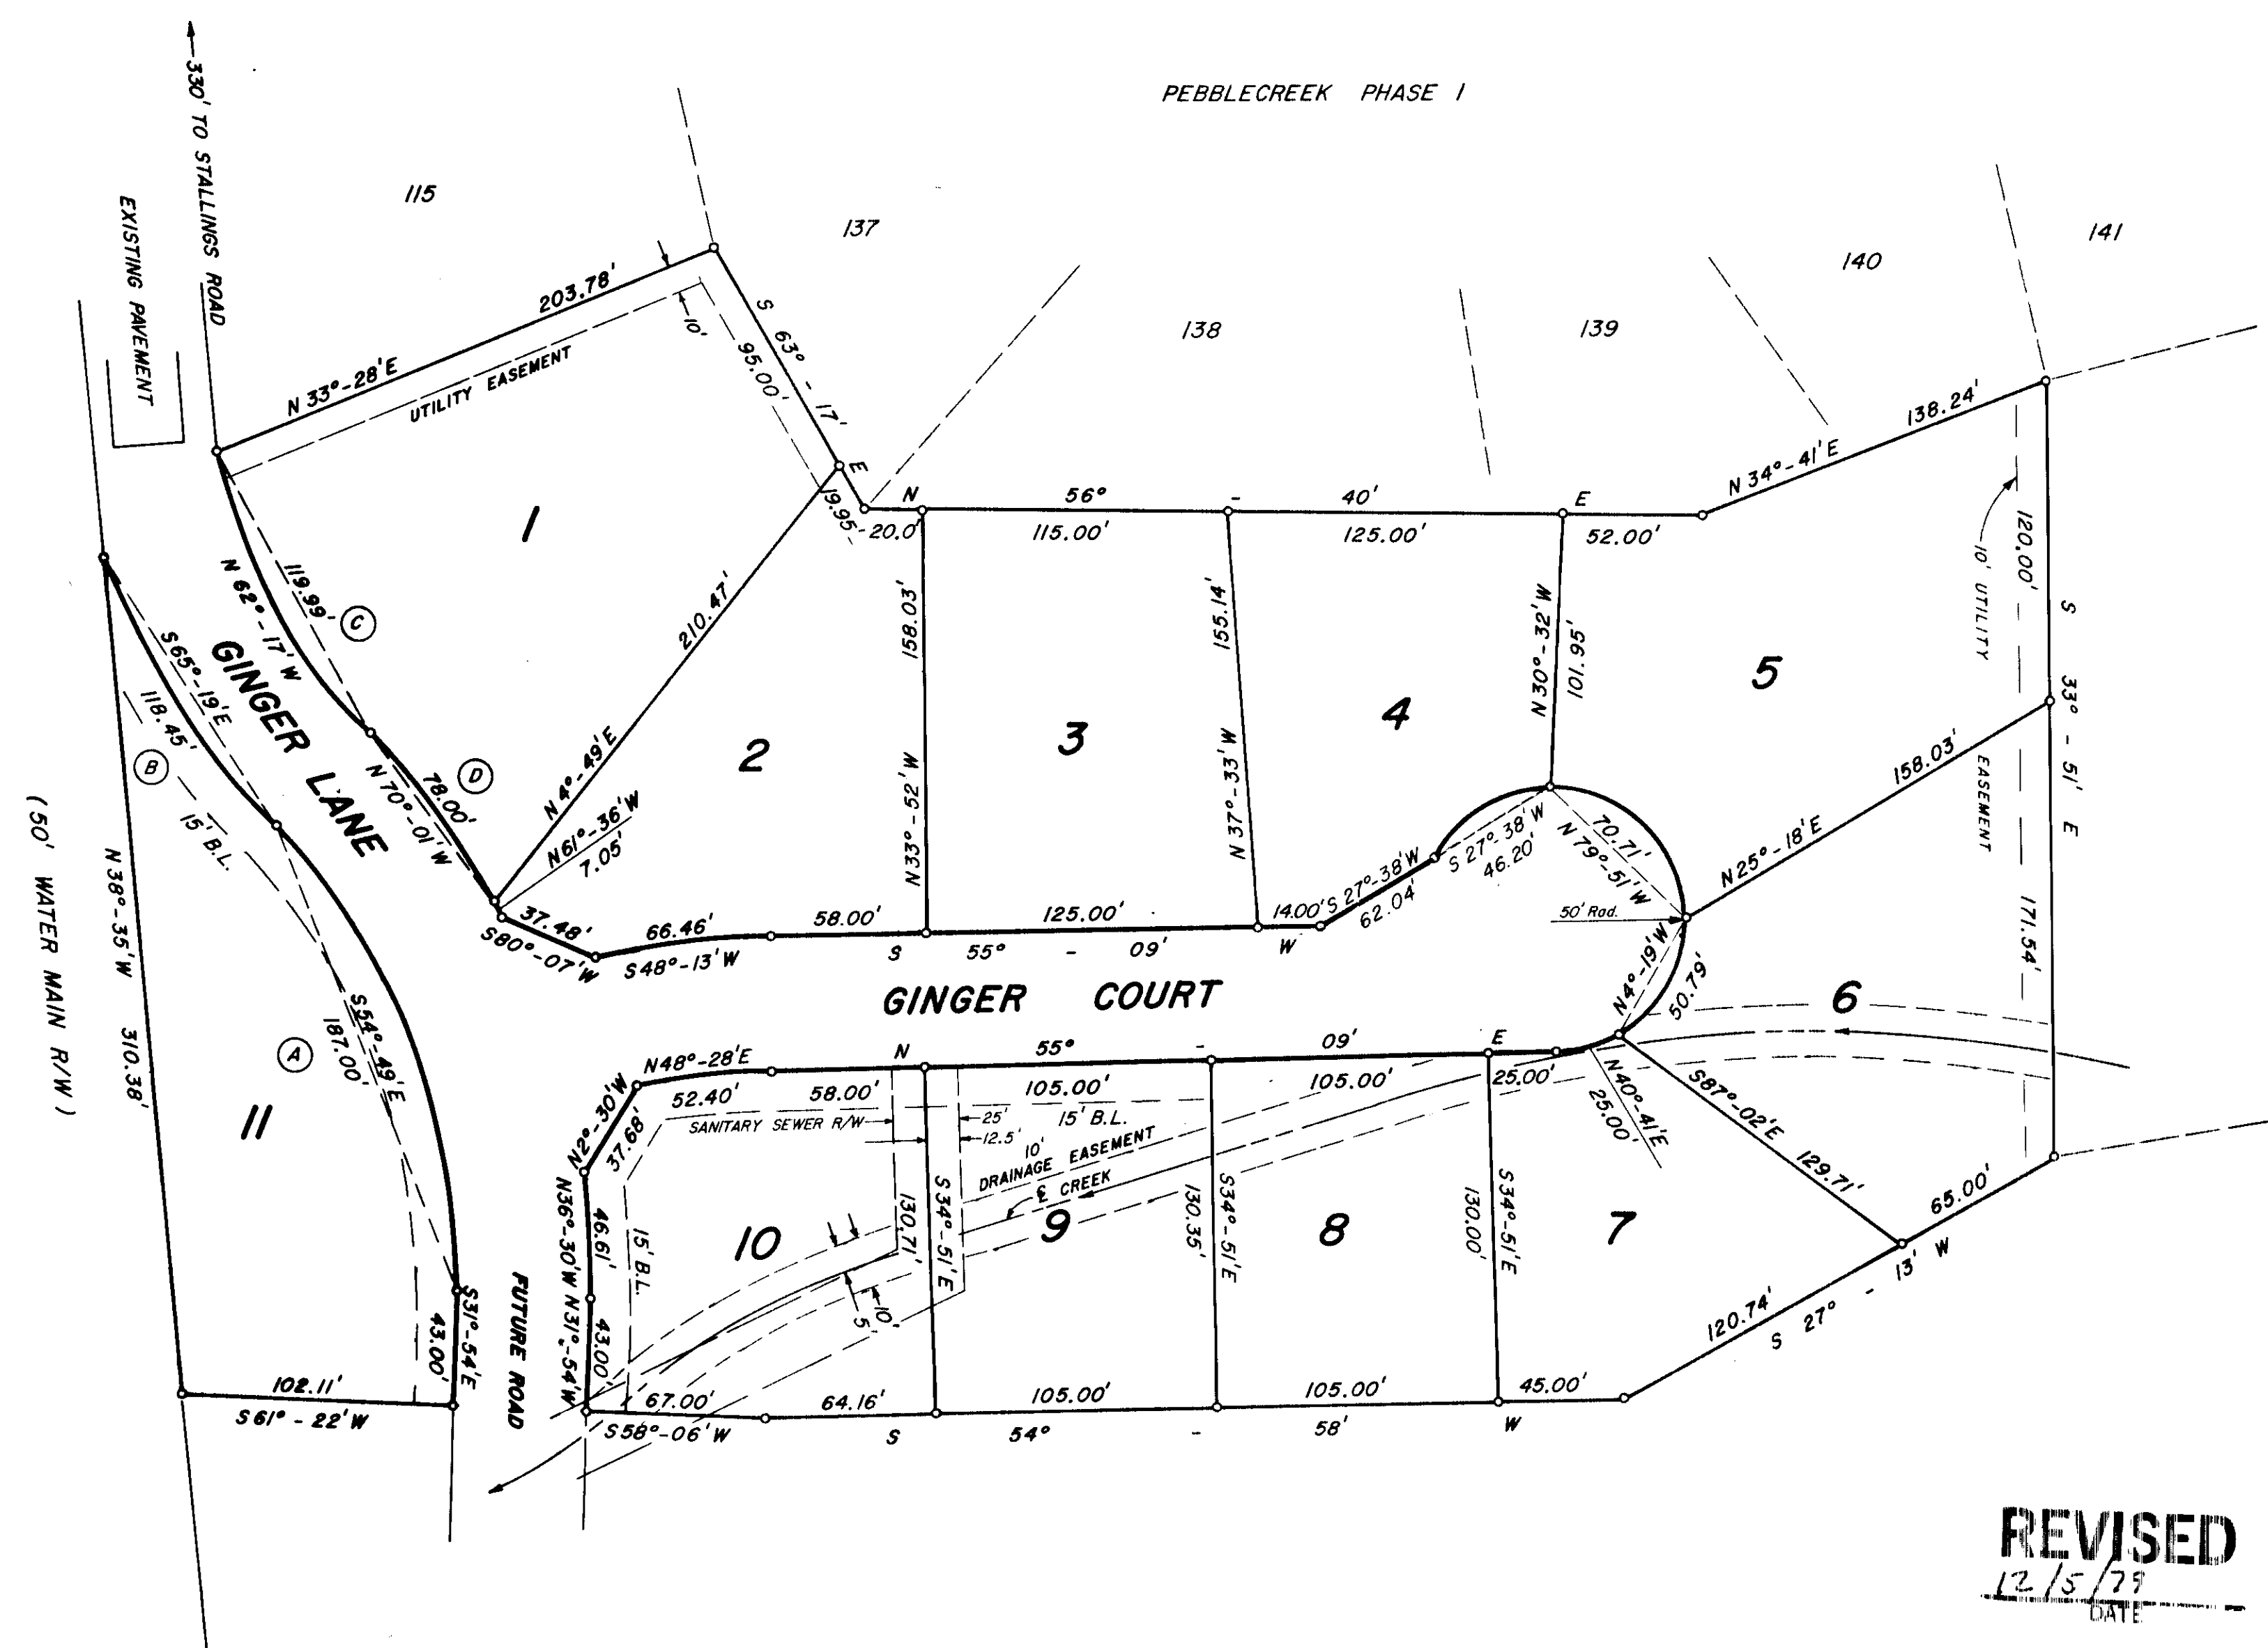 PEBBLECREEK PHASE I
330' TO STALLINGS ROAD
EXISTING PAVEMENT
115
137
138
139
140
141
203.78'
N 33°-28'E
UTILITY EASEMENT
10'
S 63° - 17' E
95.00'
19.95'
20.0'
N 56° - 40' E
115.00'
125.00'
52.00'
N 34°-41'E
138.24'
1
119.99'
C
N 62°-17'W
210.47'
N 4°-49'E
158.03'
N33°-52'W
155.14'
N 37°-33'W
N 30°-32'W
101.95'
10' UTILITY
EASEMENT
120.00'
S 33° - 51' E
171.54'
2
3
4
5
S65°-19'E
118.45'
B
15' B.L.
GINGER LANE
D
78.00'
N 70°-01'W
N61°-36'W
7.05'
37.48'
S80°-07'W
66.46'
S48°-13'W
58.00'
125.00'
14.00'
S 55° - 09' W
S 27°-38'W
62.04'
S 27°-38'W
46.20'
70.71'
N 79°-51'W
50' Rad.
N25°-18'E
158.03'
N4°-19'W
50.79'
6
GINGER COURT
(50' WATER MAIN R/W)
N 38°-35'W 310.38'
S54°-49'E
187.00'
A
11
N48°-28'E
52.40'
58.00'
N 55° - 09' E
105.00'
105.00'
25.00'
N2°-30'W
37.68'
SANITARY SEWER R/W
25'
12.5'
15' B.L.
10'
DRAINAGE EASEMENT
℄ CREEK
N40°-41'E
25.00'
S87°-02'E
129.71'
65.00'
N36°-30'W
46.61'
15' B.L.
10
130.71'
S 34°-51'E
9
130.35'
S34°-51'E
8
130.00'
S34°-51'E
7
10'
5'
N31°-54'W
43.00'
S31°-54'E
43.00'
FUTURE ROAD
102.11'
S 61° - 22' W
67.00'
S 58°-06' W
64.16'
105.00'
105.00'
45.00'
S 54° - 58' W
120.74'
S 27° - 13' W
REVISED
12/5/79
DATE